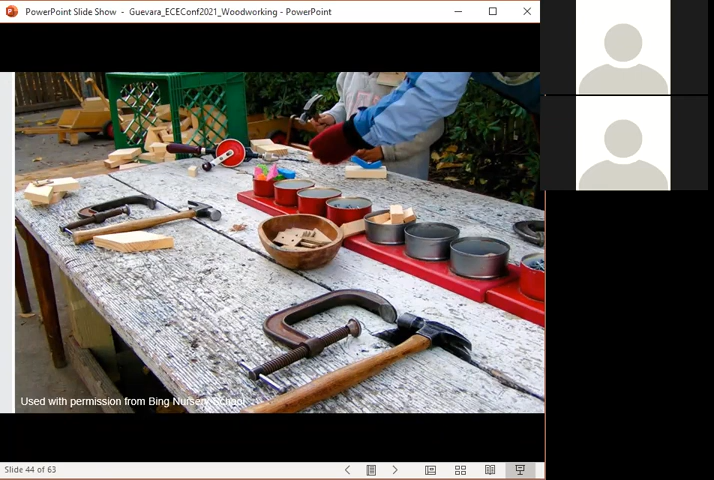 PowerPoint Slide Show - Guevara_ECEConf2021_Woodworking - PowerPoint
Used with permission from Bing Nursery School
Slide 44 of 63